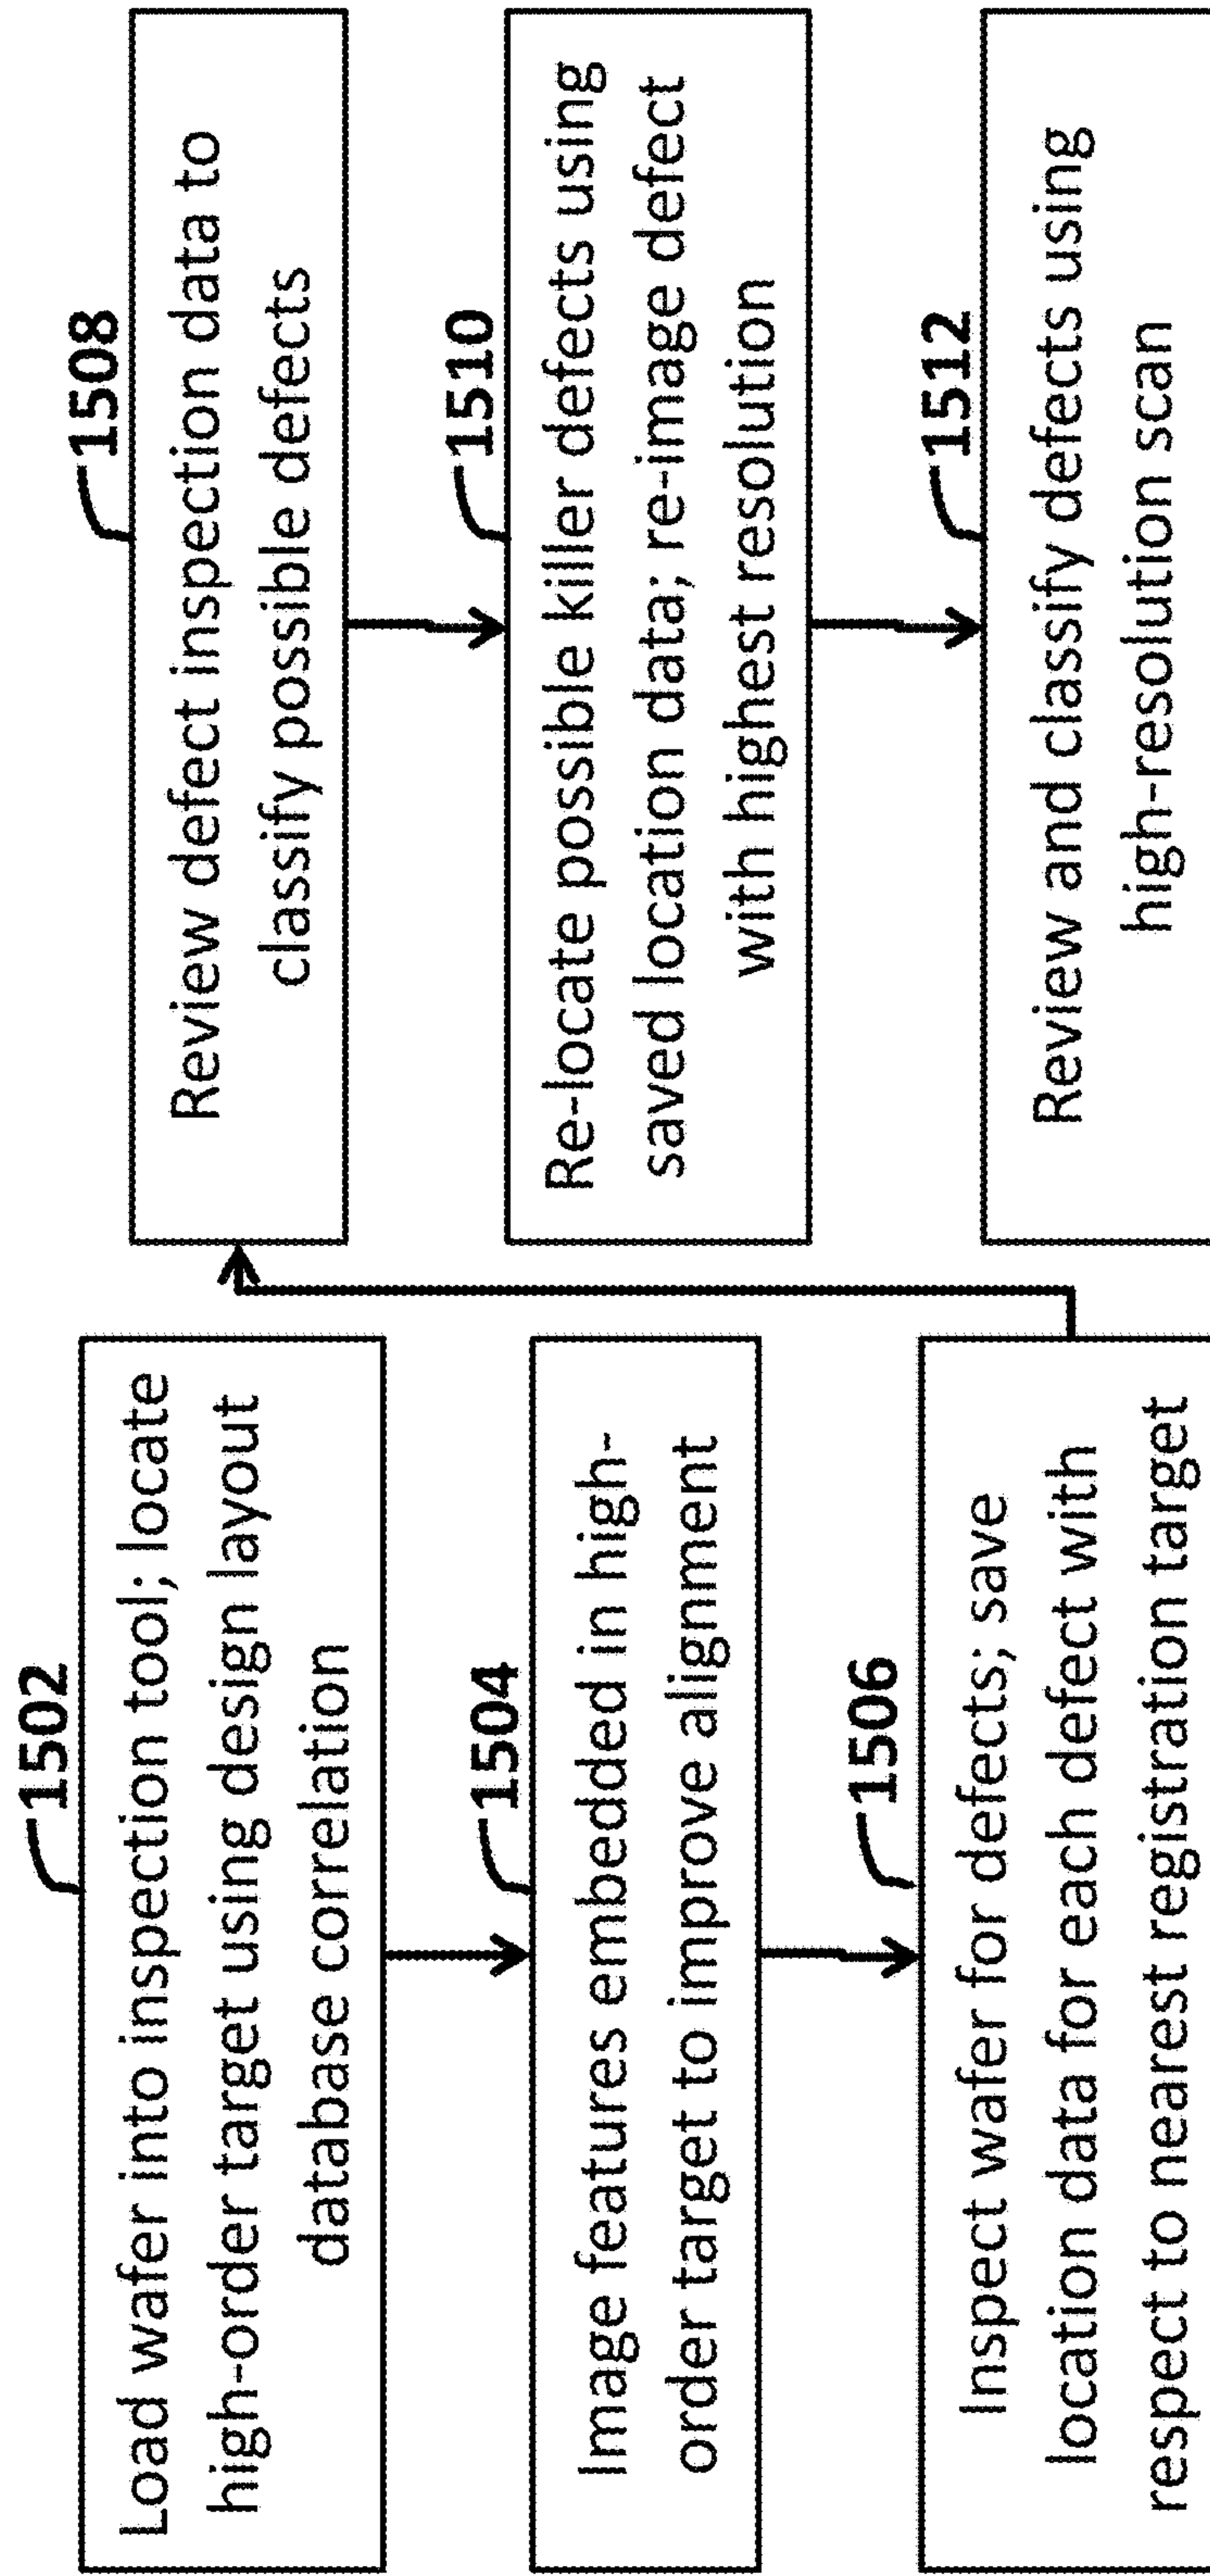 1502
Load wafer into inspection tool; locate
high-order target using design layout
database correlation
1504
Image features embedded in high-
order target to improve alignment
1506
Inspect wafer for defects; save
location data for each defect with
respect to nearest registration target
1508
Review defect inspection data to
classify possible defects
1510
Re-locate possible killer defects using
saved location data; re-image defect
with highest resolution
1512
Review and classify defects using
high-resolution scan